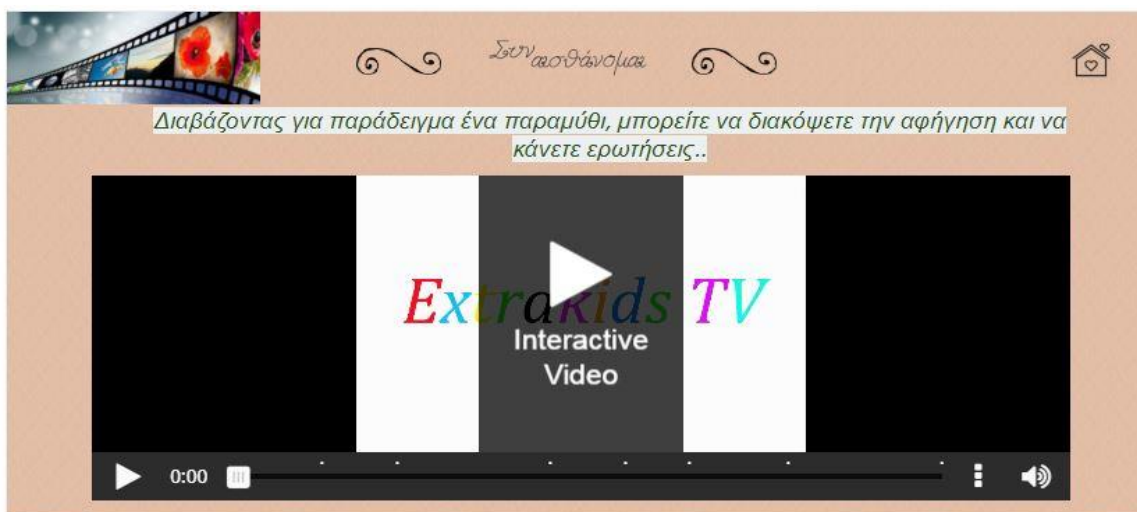 Συναισθάνομαι
Διαβάζοντας για παράδειγμα ένα παραμύθι, μπορείτε να διακόψετε την αφήγηση και να
κάνετε ερωτήσεις..
Extrakids TV
Interactive
Video
0:00